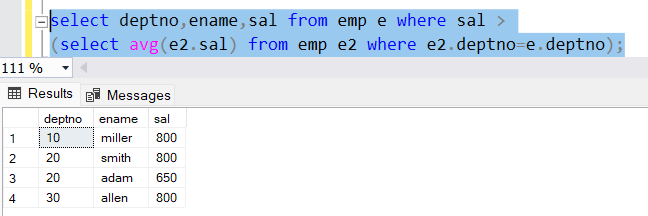 select deptno,ename,sal from emp e where sal >
(select avg(e2.sal) from emp e2 where e2.deptno=e.deptno);
111 %
Results Messages
deptno ename sal
1 10 miller 800
2 20 smith 800
3 20 adam 650
4 30 allen 800